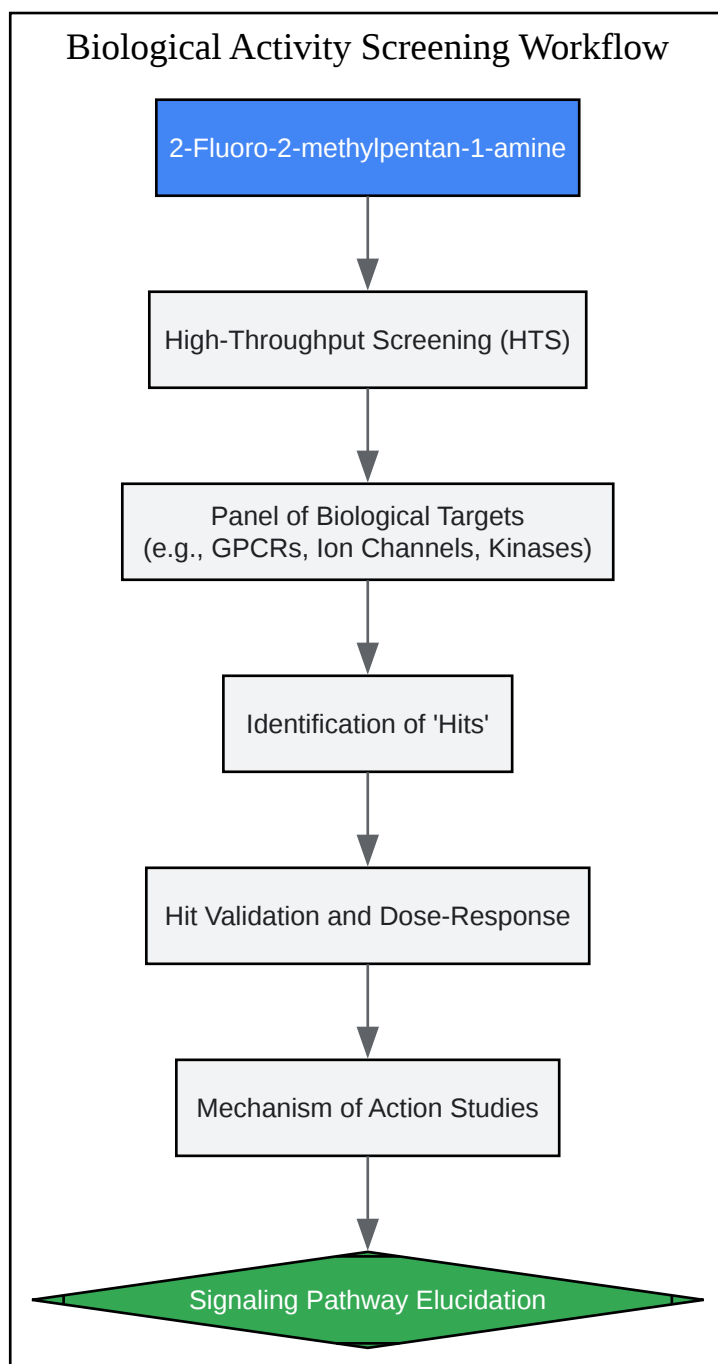 Biological Activity Screening Workflow
2-Fluoro-2-methylpentan-1-amine
High-Throughput Screening (HTS)
Panel of Biological Targets
(e.g., GPCRs, Ion Channels, Kinases)
Identification of 'Hits'
Hit Validation and Dose-Response
Mechanism of Action Studies
Signaling Pathway Elucidation